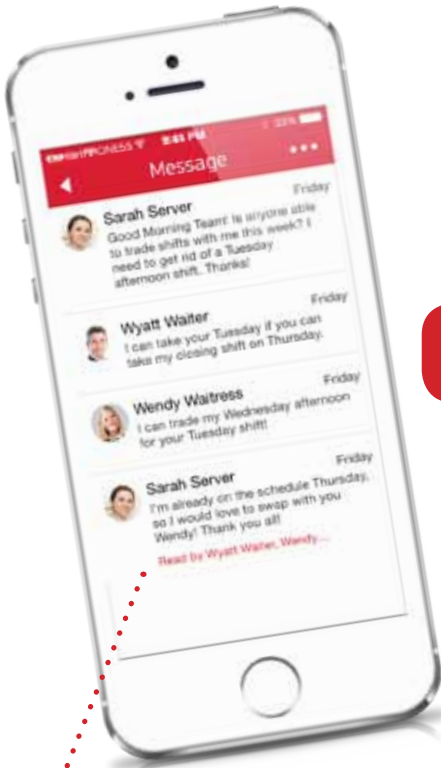 2:41 PM
33%
Message
Sarah Server
Friday
Good Morning Team! Is anyone able
to trade shifts with me this week? I
need to get rid of a Tuesday
afternoon shift. Thanks!
Wyatt Waiter
Friday
I can take your Tuesday if you can
take my closing shift on Thursday.
Wendy Waitress
Friday
I can trade my Wednesday afternoon
for your Tuesday shift!
Sarah Server
Friday
I'm already on the schedule Thursday,
so I would love to swap with you
Wendy! Thank you all!
Read by Wyatt Waiter, Wendy...